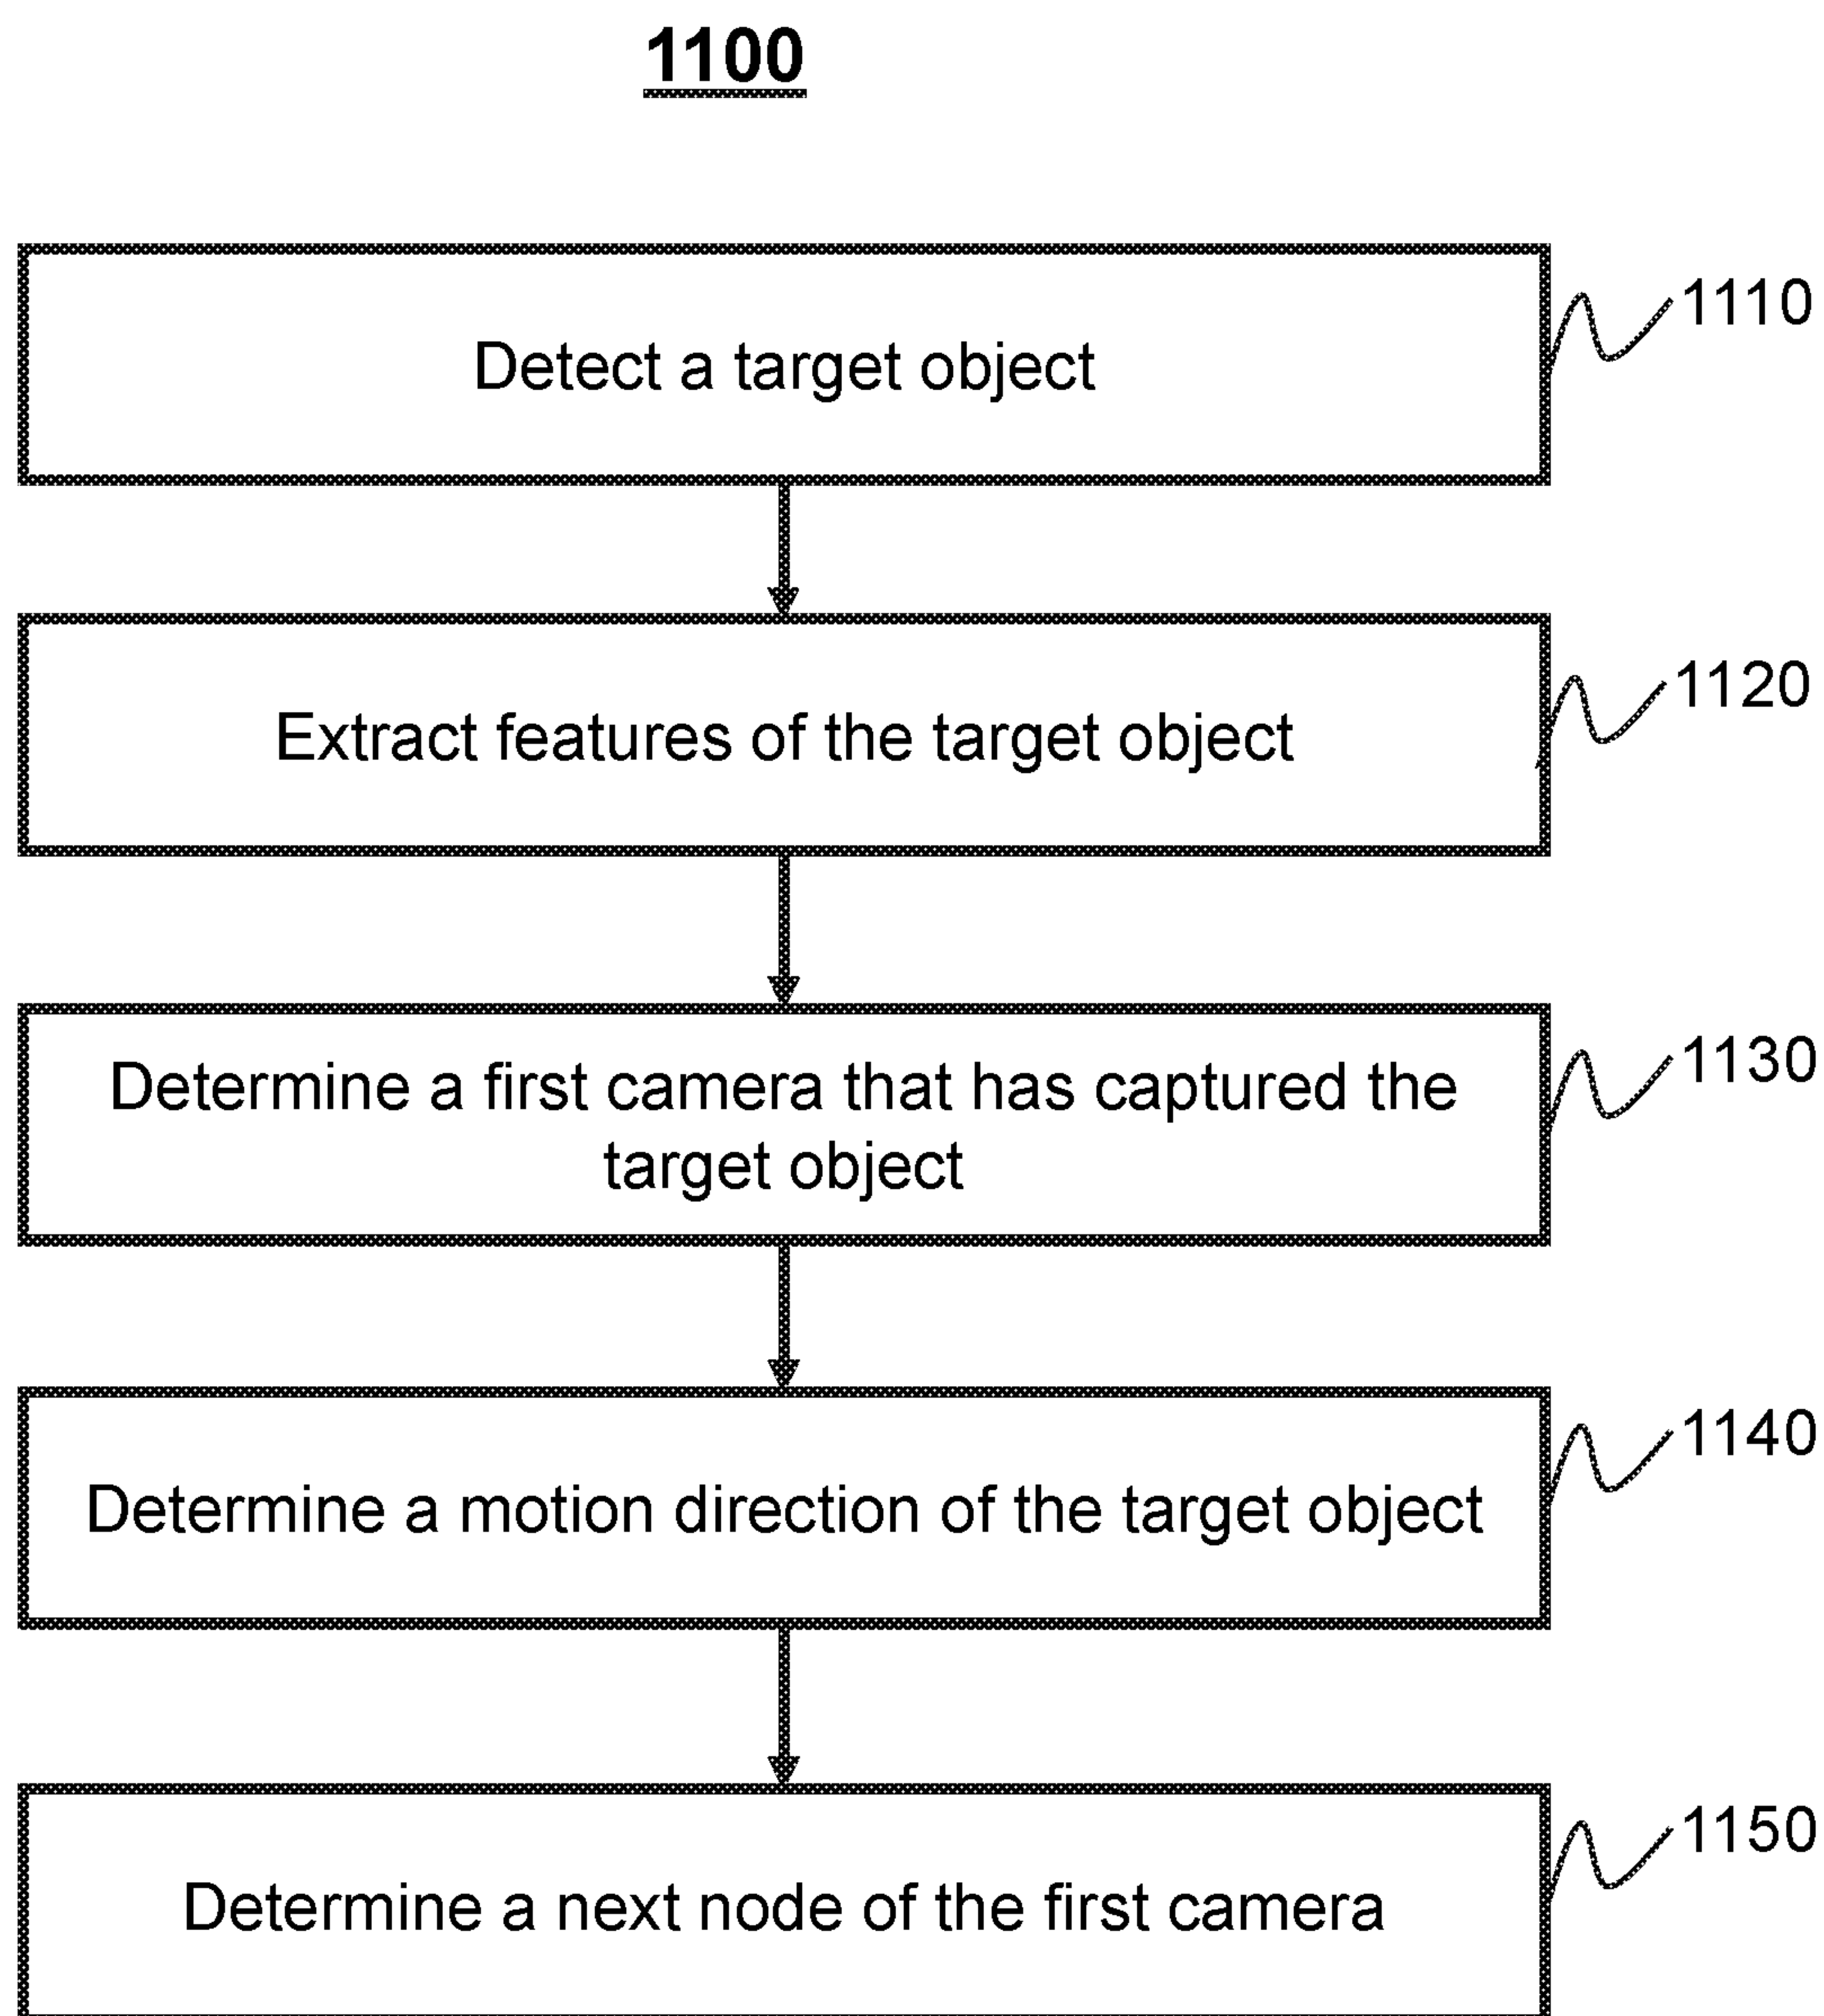 1100
Detect a target object
1110
Extract features of the target object
1120
Determine a first camera that has captured the
target object
1130
Determine a motion direction of the target object
1140
Determine a next node of the first camera
1150